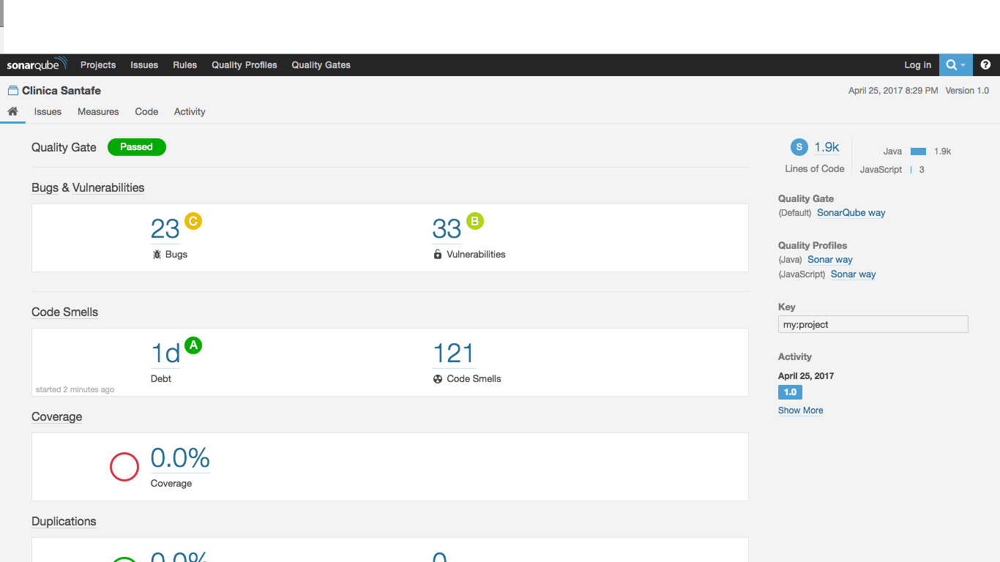 sonarqube Projects Issues Rules Quality Profiles Quality Gates Log in
Clinica Santafe April 25, 2017 8:29 PM Version 1.0
Issues Measures Code Activity
Quality Gate Passed
Bugs & Vulnerabilities
23 C 33 B
Bugs Vulnerabilities
Code Smells
1d A 121
Debt Code Smells
started 2 minutes ago
Coverage
0.0%
Coverage
Duplications
0.0% 0
S 1.9k
Lines of Code
Java 1.9k
JavaScript 3
Quality Gate
(Default) SonarQube way
Quality Profiles
(Java) Sonar way
(JavaScript) Sonar way
Key
my:project
Activity
April 25, 2017
1.0
Show More